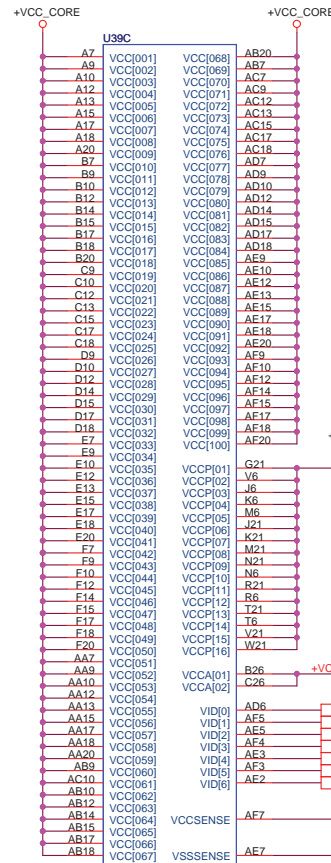 +VCC_CORE +VCC_CORE
U39C
A7 VCC[001] VCC[068] AB20
A9 VCC[002] VCC[069] AB7
A10 VCC[003] VCC[070] AC7
A12 VCC[004] VCC[071] AC9
A13 VCC[005] VCC[072] AC12
A15 VCC[006] VCC[073] AC13
A17 VCC[007] VCC[074] AC15
A18 VCC[008] VCC[075] AC17
A20 VCC[009] VCC[076] AC18
B7 VCC[010] VCC[077] AD7
B9 VCC[011] VCC[078] AD9
B10 VCC[012] VCC[079] AD10
B12 VCC[013] VCC[080] AD12
B14 VCC[014] VCC[081] AD14
B15 VCC[015] VCC[082] AD15
B17 VCC[016] VCC[083] AD17
B18 VCC[017] VCC[084] AD18
B20 VCC[018] VCC[085] AE9
C9 VCC[019] VCC[086] AE10
C10 VCC[020] VCC[087] AE12
C12 VCC[021] VCC[088] AE13
C13 VCC[022] VCC[089] AE15
C15 VCC[023] VCC[090] AE17
C17 VCC[024] VCC[091] AE18
C18 VCC[025] VCC[092] AE20
D9 VCC[026] VCC[093] AF9
D10 VCC[027] VCC[094] AF10
D12 VCC[028] VCC[095] AF12
D14 VCC[029] VCC[096] AF14
D15 VCC[030] VCC[097] AF15
D17 VCC[031] VCC[098] AF17
D18 VCC[032] VCC[099] AF18
E7 VCC[033] VCC[100] AF20
E9 VCC[034]
E10 VCC[035] VCCP[01] G21
E12 VCC[036] VCCP[02] V6
E13 VCC[037] VCCP[03] J6
E15 VCC[038] VCCP[04] K6
E17 VCC[039] VCCP[05] M6
E18 VCC[040] VCCP[06] J21
E20 VCC[041] VCCP[07] K21
F7 VCC[042] VCCP[08] M21
F9 VCC[043] VCCP[09] N21
F10 VCC[044] VCCP[10] N6
F12 VCC[045] VCCP[11] R21
F14 VCC[046] VCCP[12] R6
F15 VCC[047] VCCP[13] T21
F17 VCC[048] VCCP[14] T6
F18 VCC[049] VCCP[15] V21
F20 VCC[050] VCCP[16] W21
AA7 VCC[051]
AA9 VCC[052] VCCA[01] B26 +VC
AA10 VCC[053] VCCA[02] C26
AA12 VCC[054]
AA13 VCC[055] VID[0] AD6
AA15 VCC[056] VID[1] AF5
AA17 VCC[057] VID[2] AE5
AA18 VCC[058] VID[3] AF4
AA20 VCC[059] VID[4] AE3
AB9 VCC[060] VID[5] AF3
AC10 VCC[061] VID[6] AE2
AB10 VCC[062]
AB12 VCC[063]
AB14 VCC[064] VCCSENSE AF7
AB15 VCC[065]
AB17 VCC[066]
AB18 VCC[067] VSSSENSE AE7